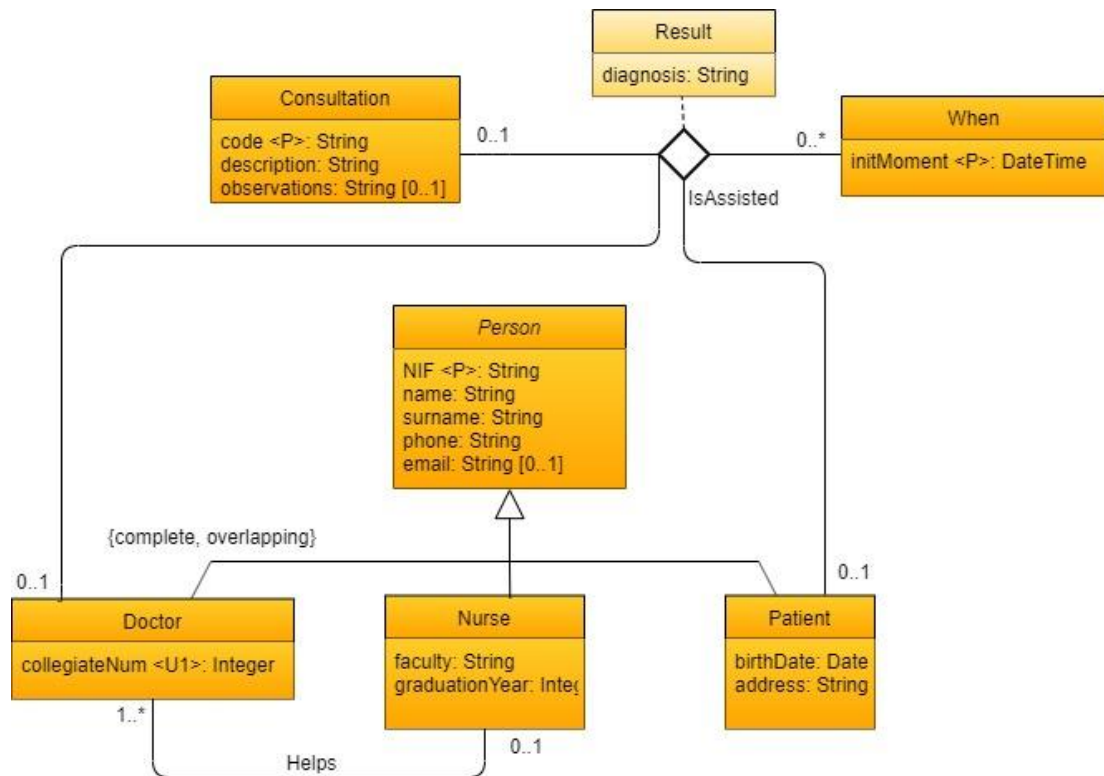 Result
diagnosis: String
Consultation
code <P>: String
description: String
observations: String [0..1]
0..1
0..*
When
initMoment <P>: DateTime
IsAssisted
Person
NIF <P>: String
name: String
surname: String
phone: String
email: String [0..1]
{complete, overlapping}
0..1
0..1
Doctor
collegiateNum <U1>: Integer
Nurse
faculty: String
graduationYear:
Patient
birthDate: Date
address: String
1..*
0..1
Helps